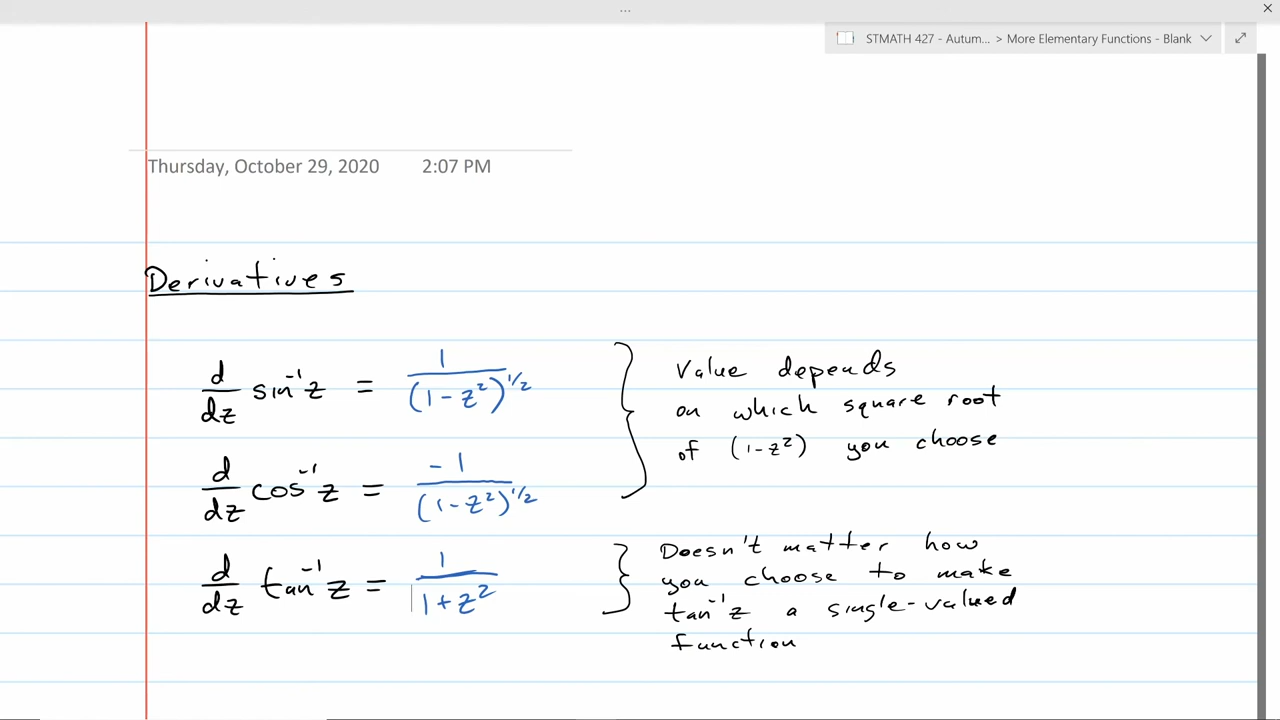 ...
STMATH 427 - Autum... > More Elementary Functions - Blank
Thursday, October 29, 2020 2:07 PM
Derivatives
d/dz sin⁻¹z = 1/(1-z²)^1/2
Value depends
on which square root
of (1-z²) you choose
d/dz cos⁻¹z = -1/(1-z²)^1/2
d/dz tan⁻¹z = 1/1+z²
Doesn't matter how
you choose to make
tan⁻¹z a single-valued
function